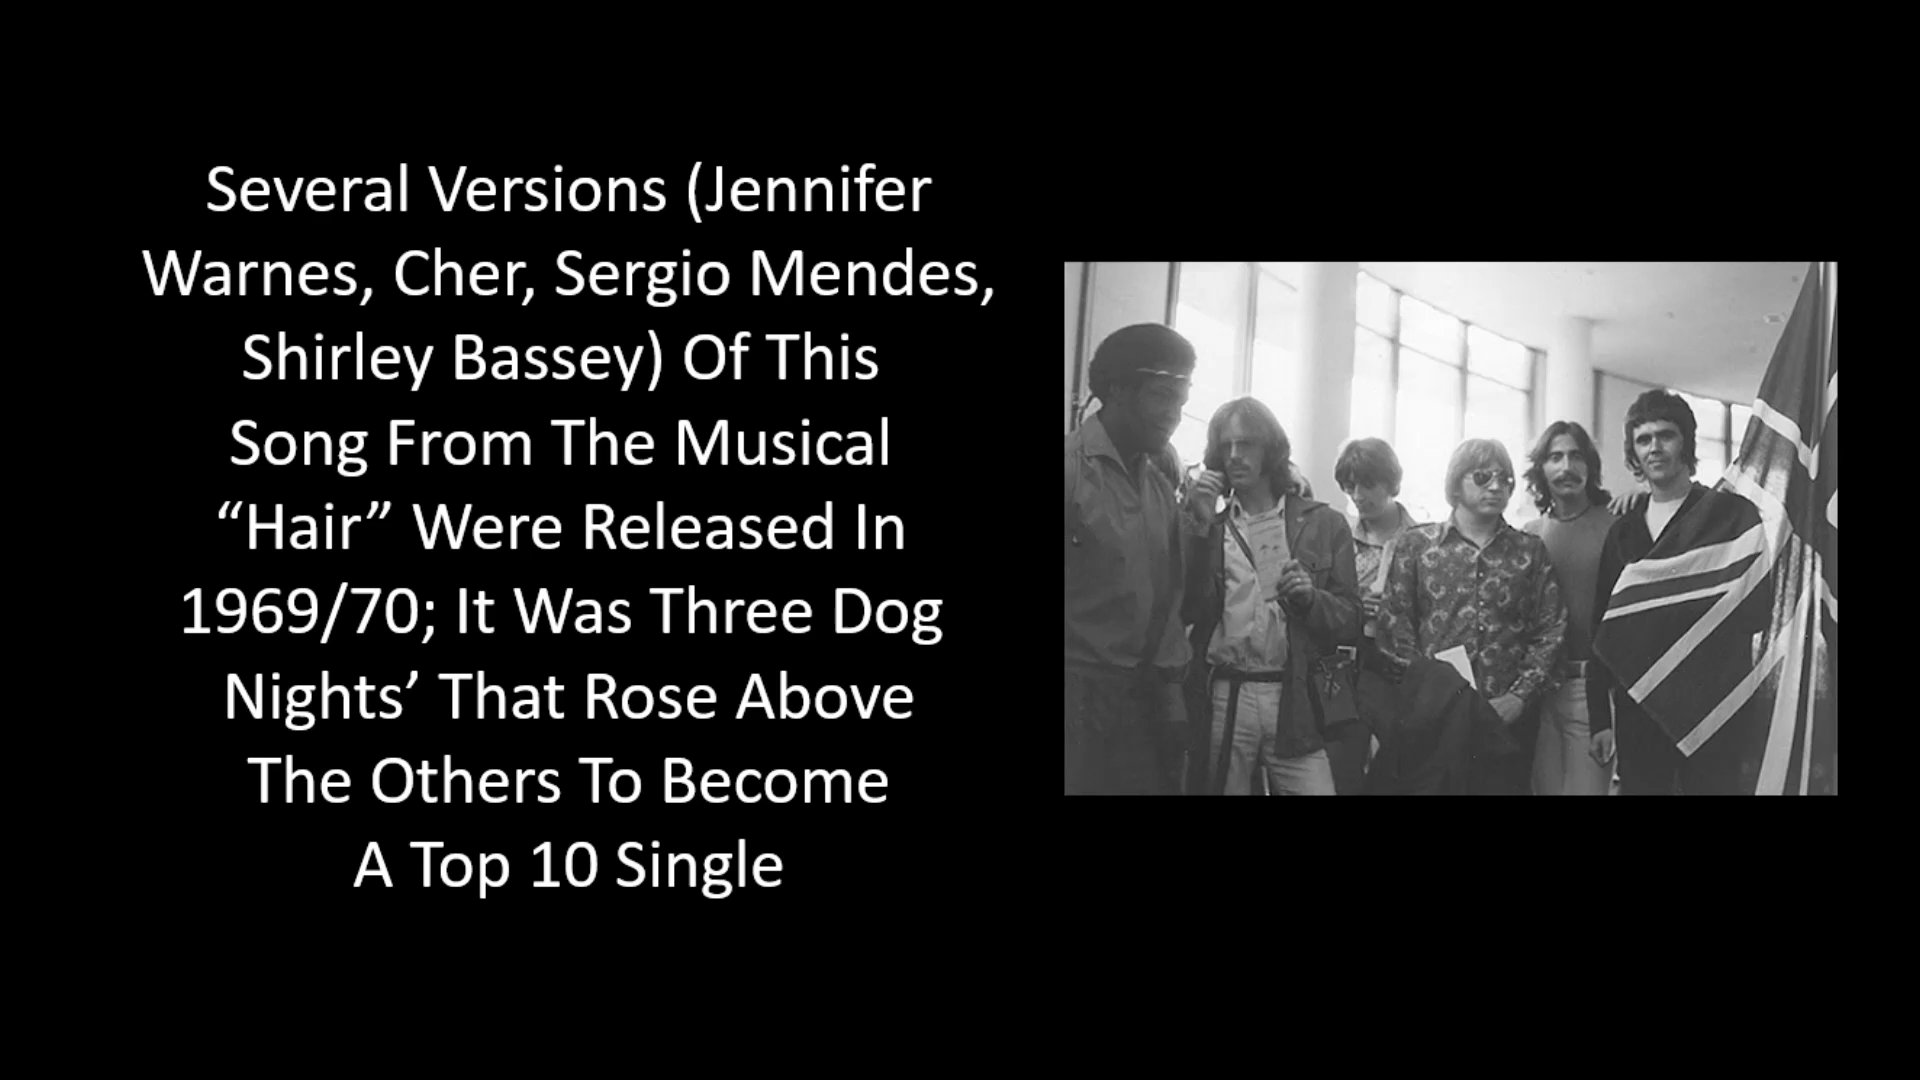 Several Versions (Jennifer
Warnes, Cher, Sergio Mendes,
Shirley Bassey) Of This
Song From The Musical
“Hair” Were Released In
1969/70; It Was Three Dog
Nights’ That Rose Above
The Others To Become
A Top 10 Single